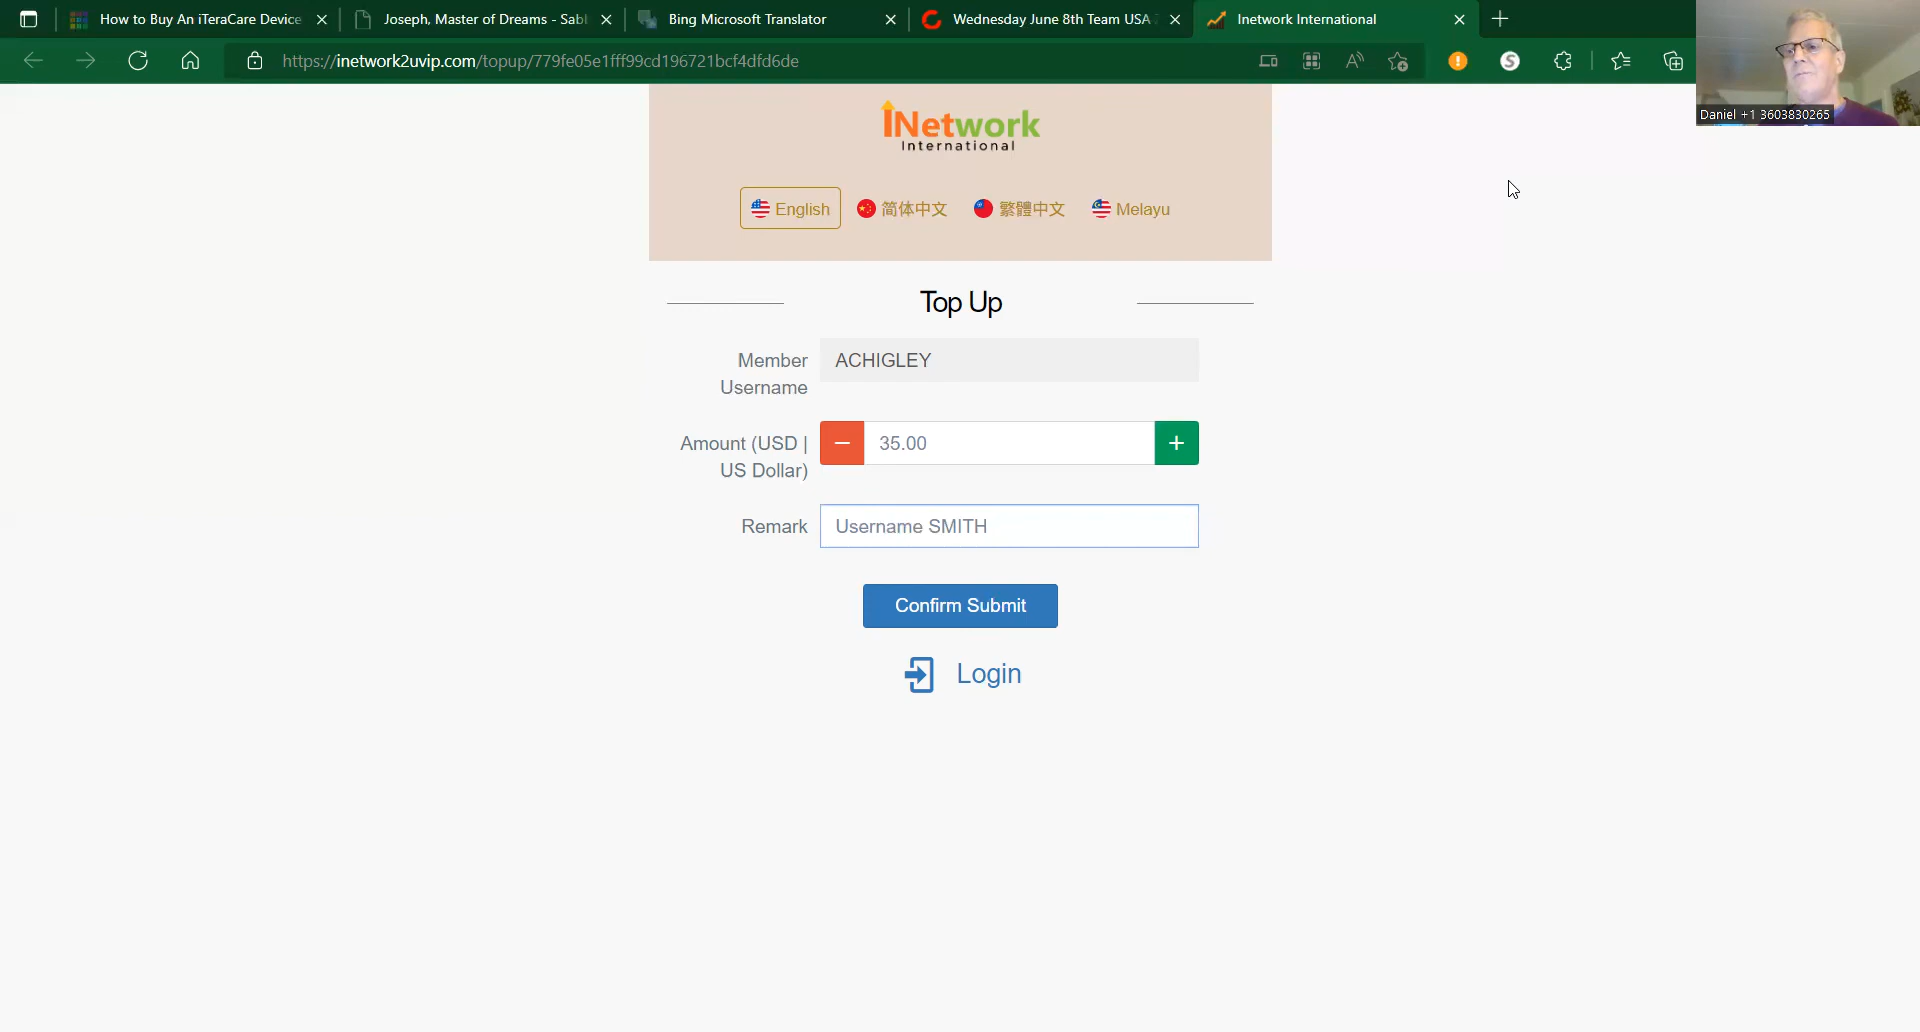 How to Buy An iTeraCare Device
Joseph, Master of Dreams - Sabl
Bing Microsoft Translator
Wednesday June 8th Team USA
Inetwork International
https://inetwork2uvip.com/topup/779fe05e1fff99cd196721bcf4dfd6de
Daniel +1 3603830265
iNetwork
International
English 简体中文 繁體中文 Melayu
Top Up
Member Username ACHIGLEY
Amount (USD | US Dollar) − 35.00 +
Remark Username SMITH
Confirm Submit
Login